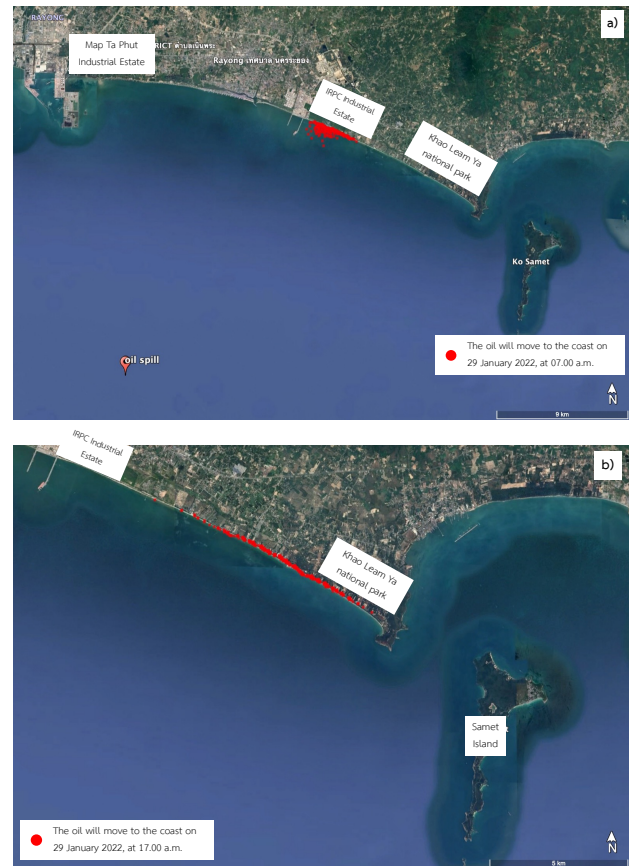 a)
RAYONG
Map Ta Phut
Industrial Estate
RICT ตำบลเนินพระ
Rayong เทศบาล นครระยอง
IRPC Industrial
Estate
Khao Leam Ya
national park
Ko Samet
oil spill
The oil will move to the coast on
29 January 2022, at 07.00 a.m.
N
9 km
b)
IRPC Industrial
Estate
Khao Leam Ya
national park
Samet
Island
The oil will move to the coast on
29 January 2022, at 17.00 a.m.
N
5 km